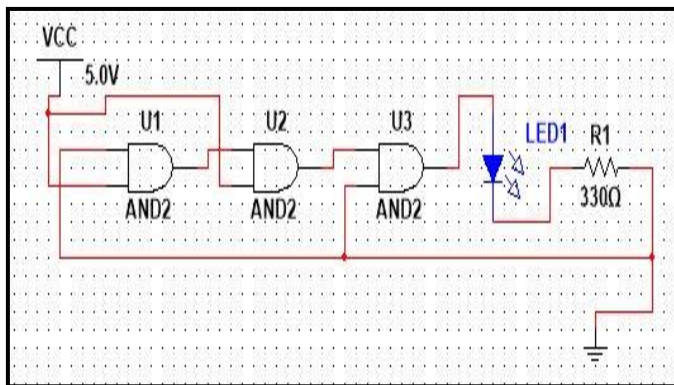 VCC
5.0V
U1
U2
U3
LED1
R1
AND2
AND2
AND2
330Ω